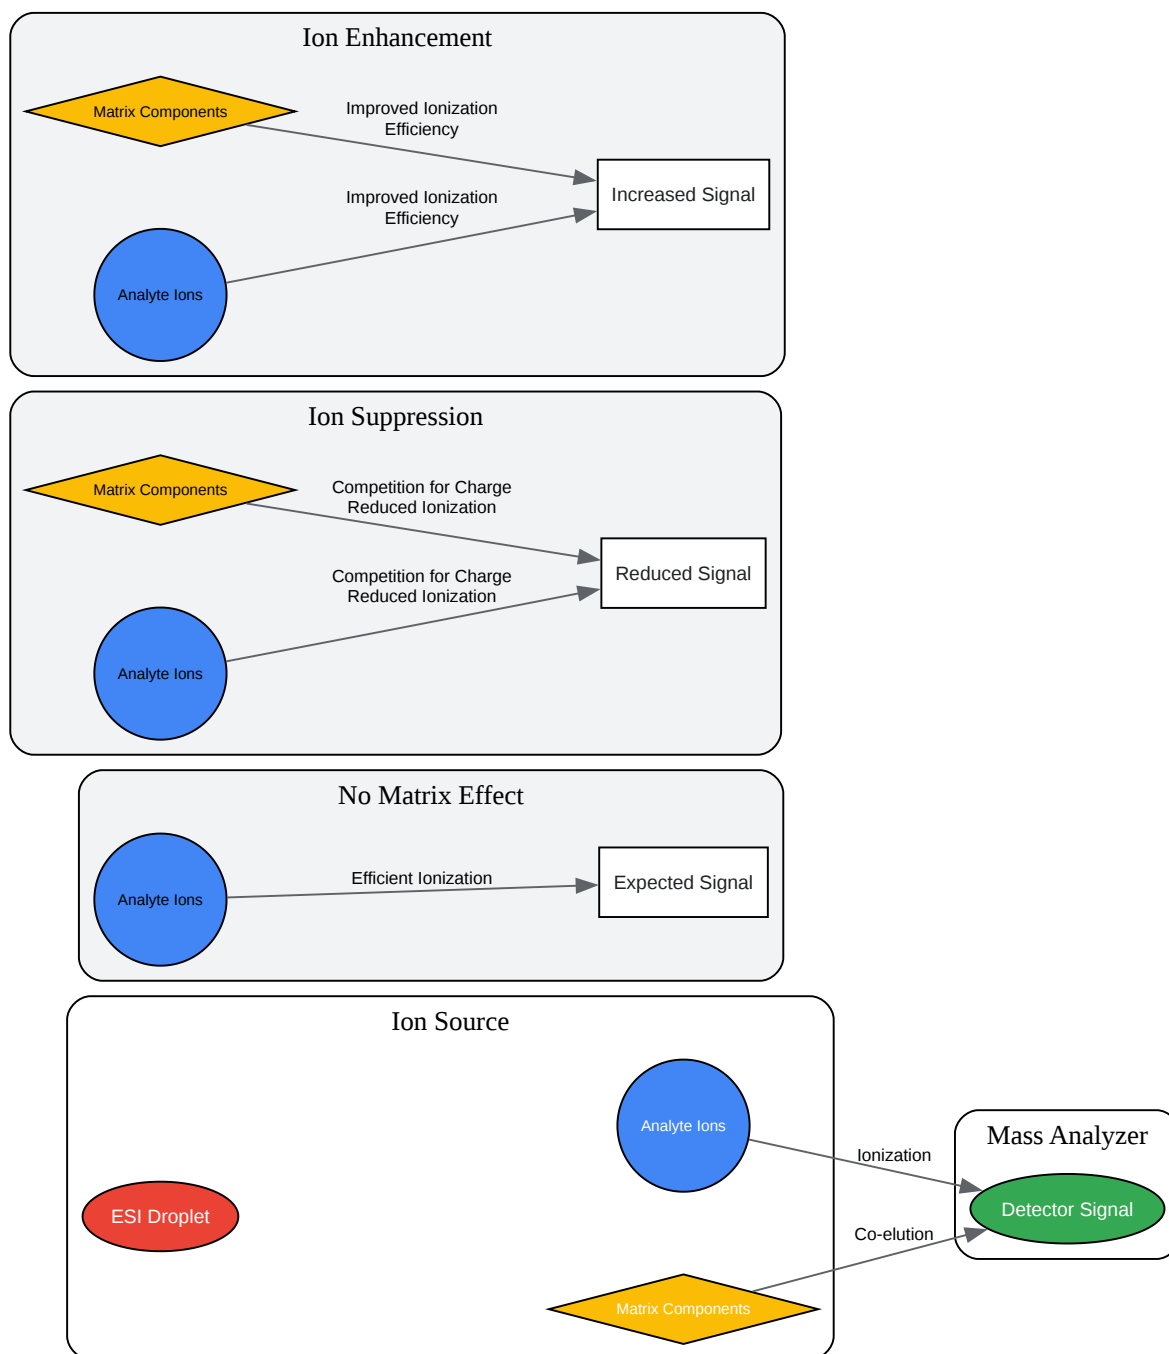 Ion Enhancement
Matrix Components
Improved Ionization
Efficiency
Increased Signal
Improved Ionization
Efficiency
Analyte Ions
Ion Suppression
Matrix Components
Competition for Charge
Reduced Ionization
Reduced Signal
Competition for Charge
Reduced Ionization
Analyte Ions
No Matrix Effect
Analyte Ions
Efficient Ionization
Expected Signal
Ion Source
Analyte Ions
ESI Droplet
Matrix Components
Ionization
Co-elution
Mass Analyzer
Detector Signal